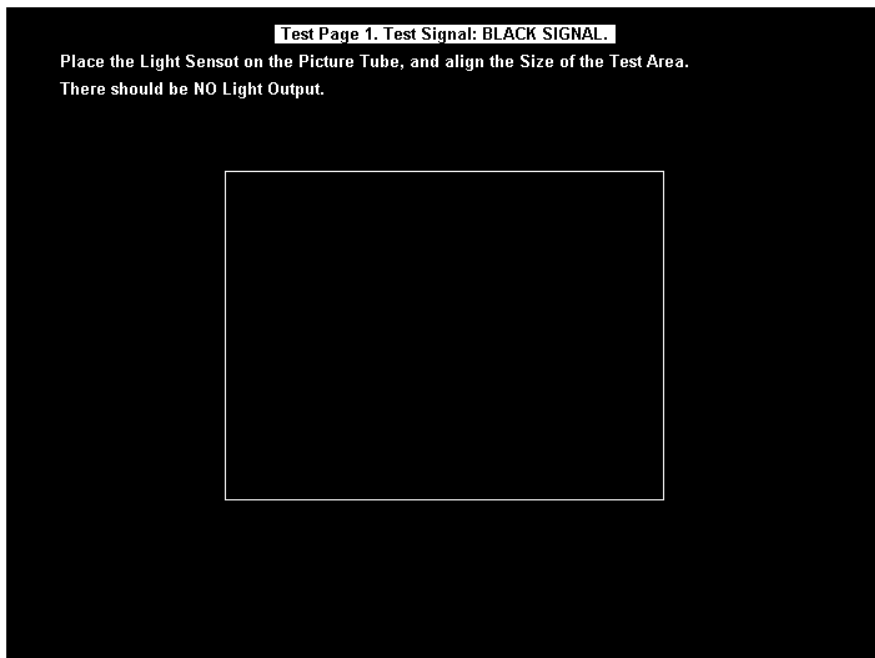 Test Page 1. Test Signal: BLACK SIGNAL.
Place the Light Sensot on the Picture Tube, and align the Size of the Test Area.
There should be NO Light Output.